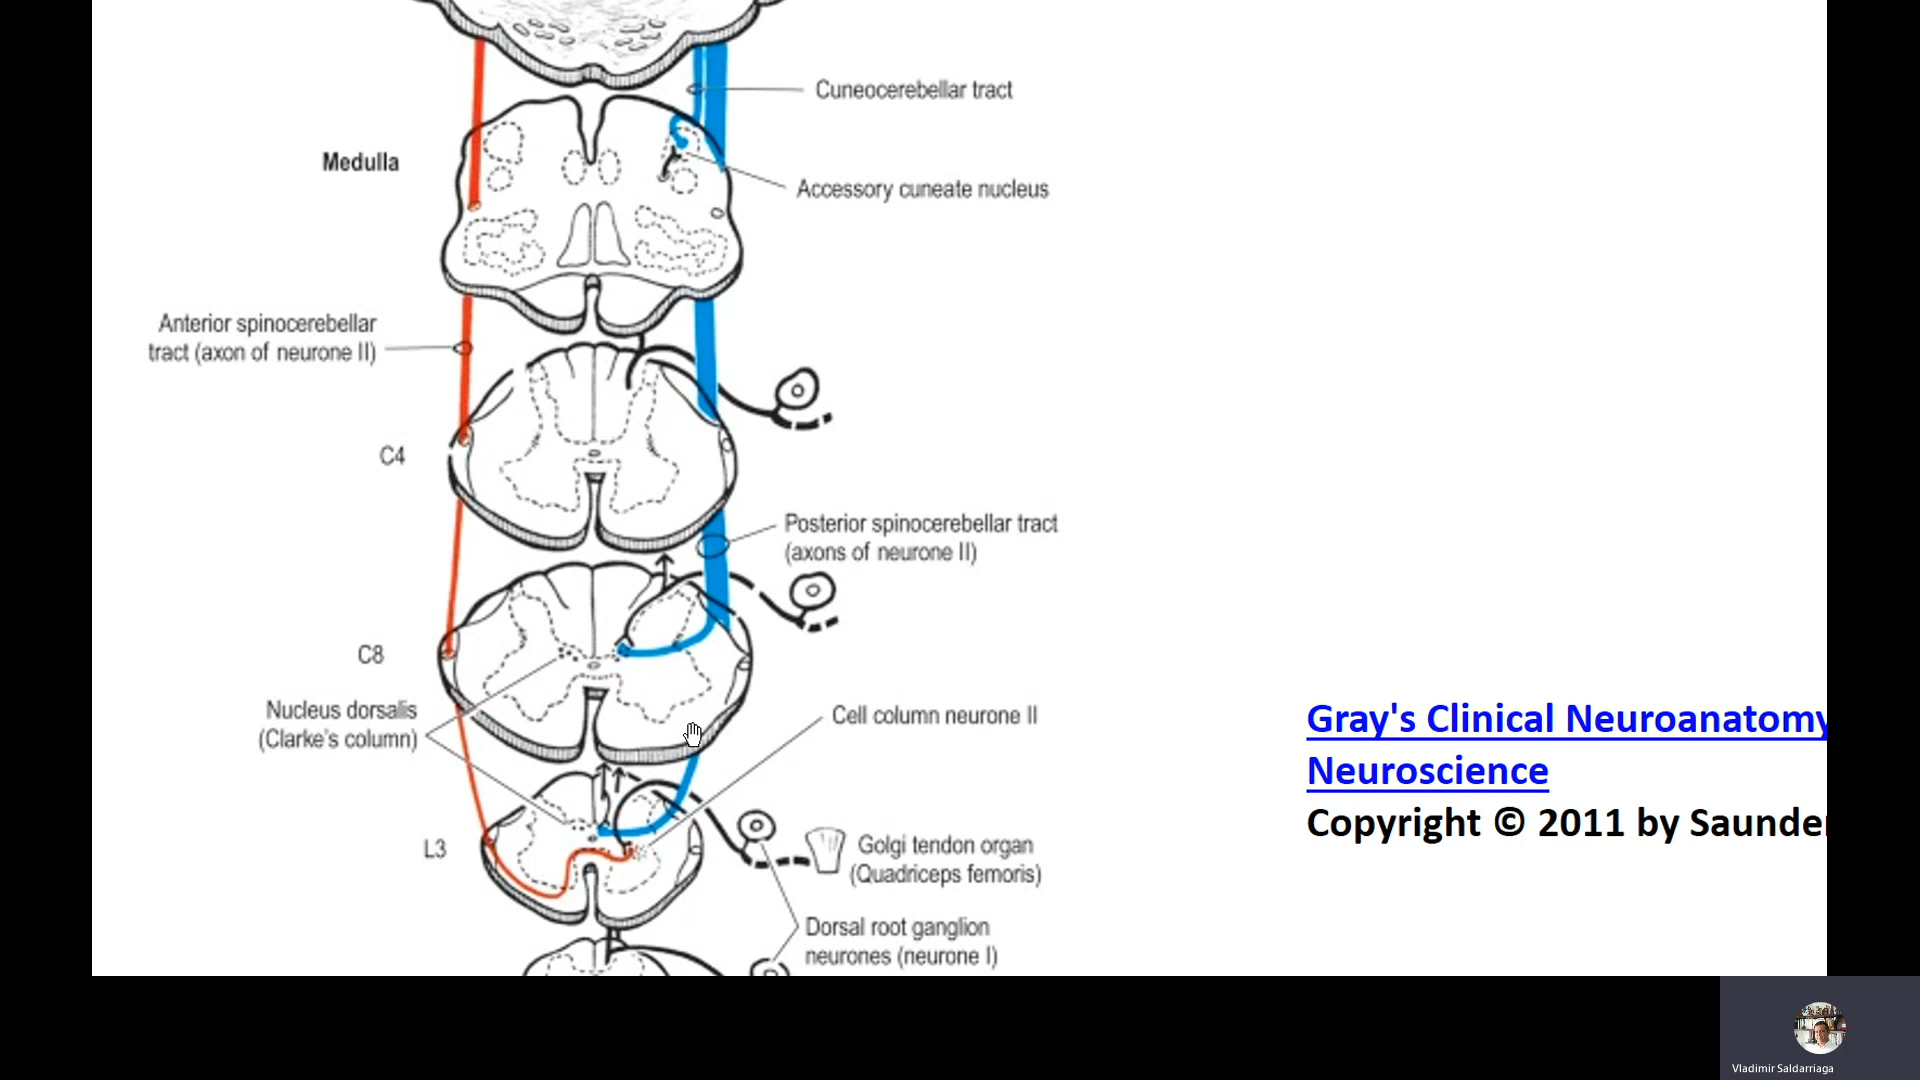 Cuneocerebellar tract
Medulla
Accessory cuneate nucleus
Anterior spinocerebellar
tract (axon of neurone II)
C4
Posterior spinocerebellar tract
(axons of neurone II)
C8
Nucleus dorsalis
(Clarke's column)
Cell column neurone II
L3
Golgi tendon organ
(Quadriceps femoris)
Dorsal root ganglion
neurones (neurone I)
Gray's Clinical Neuroanatomy
Neuroscience
Copyright © 2011 by Saunder
Vladimir Saldarriaga